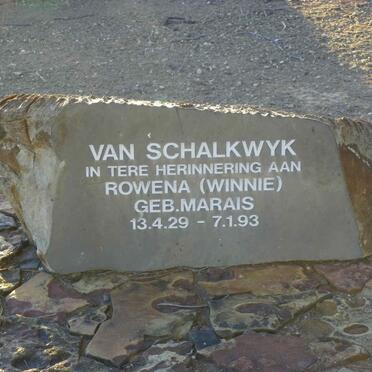 VAN SCHALKWYK
IN TERE HERINNERING AAN
ROWENA (WINNIE)
GEB.MARAIS
13.4.29 - 7.1.93